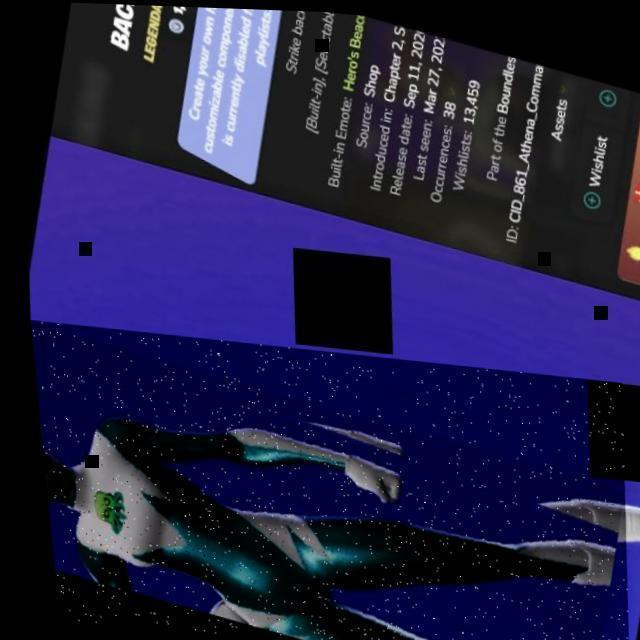 BAC
LEGEND
Create your own
customizable compon
is currently disabled i
playlis
Strike bac
[Built-in]
Built-in Emote: Hero's Beac
Source: Shop
Introduced in: Chapter 2, S
Release date: Sep 11, 202
Last seen: Mar 27, 202
Occurrences: 38
Wishlists: 13,459
Part of the Boundles
ID: CID_861_Athena_Comma
Assets
Wishlist